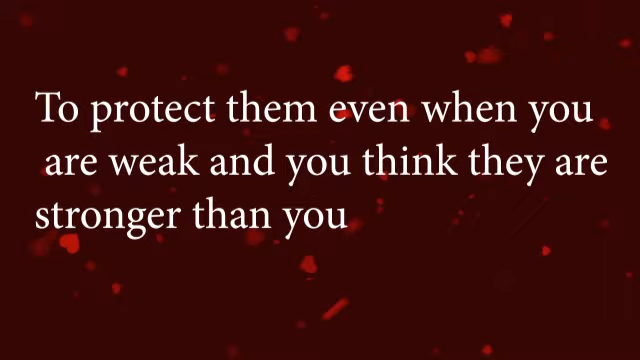 To protect them even when you
are weak and you think they are
stronger than you